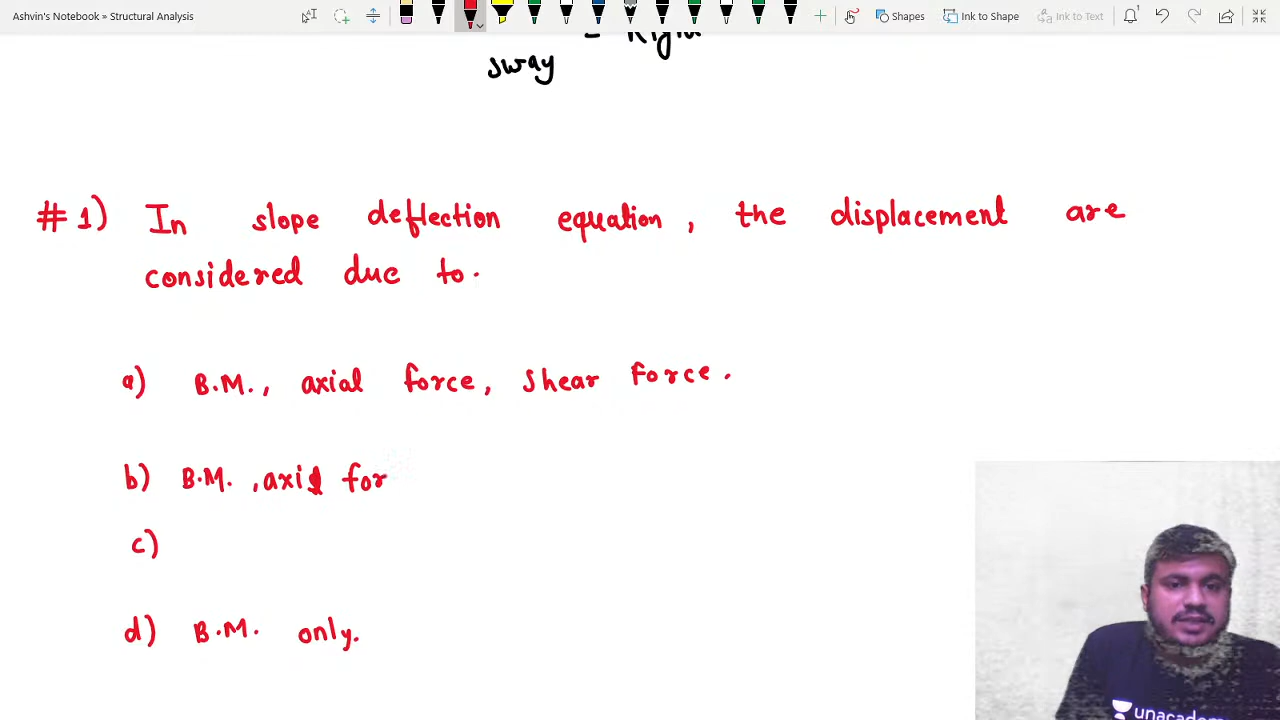 Ashvin's Notebook » Structural Analysis
Shapes Ink to Shape Ink to Text
sway =
# 1) In slope deflection equation, the displacement are
considered due to.
a) B.M., axial force, shear force.
b) B.M. , axial for
c)
d) B.M. only.
unacadem